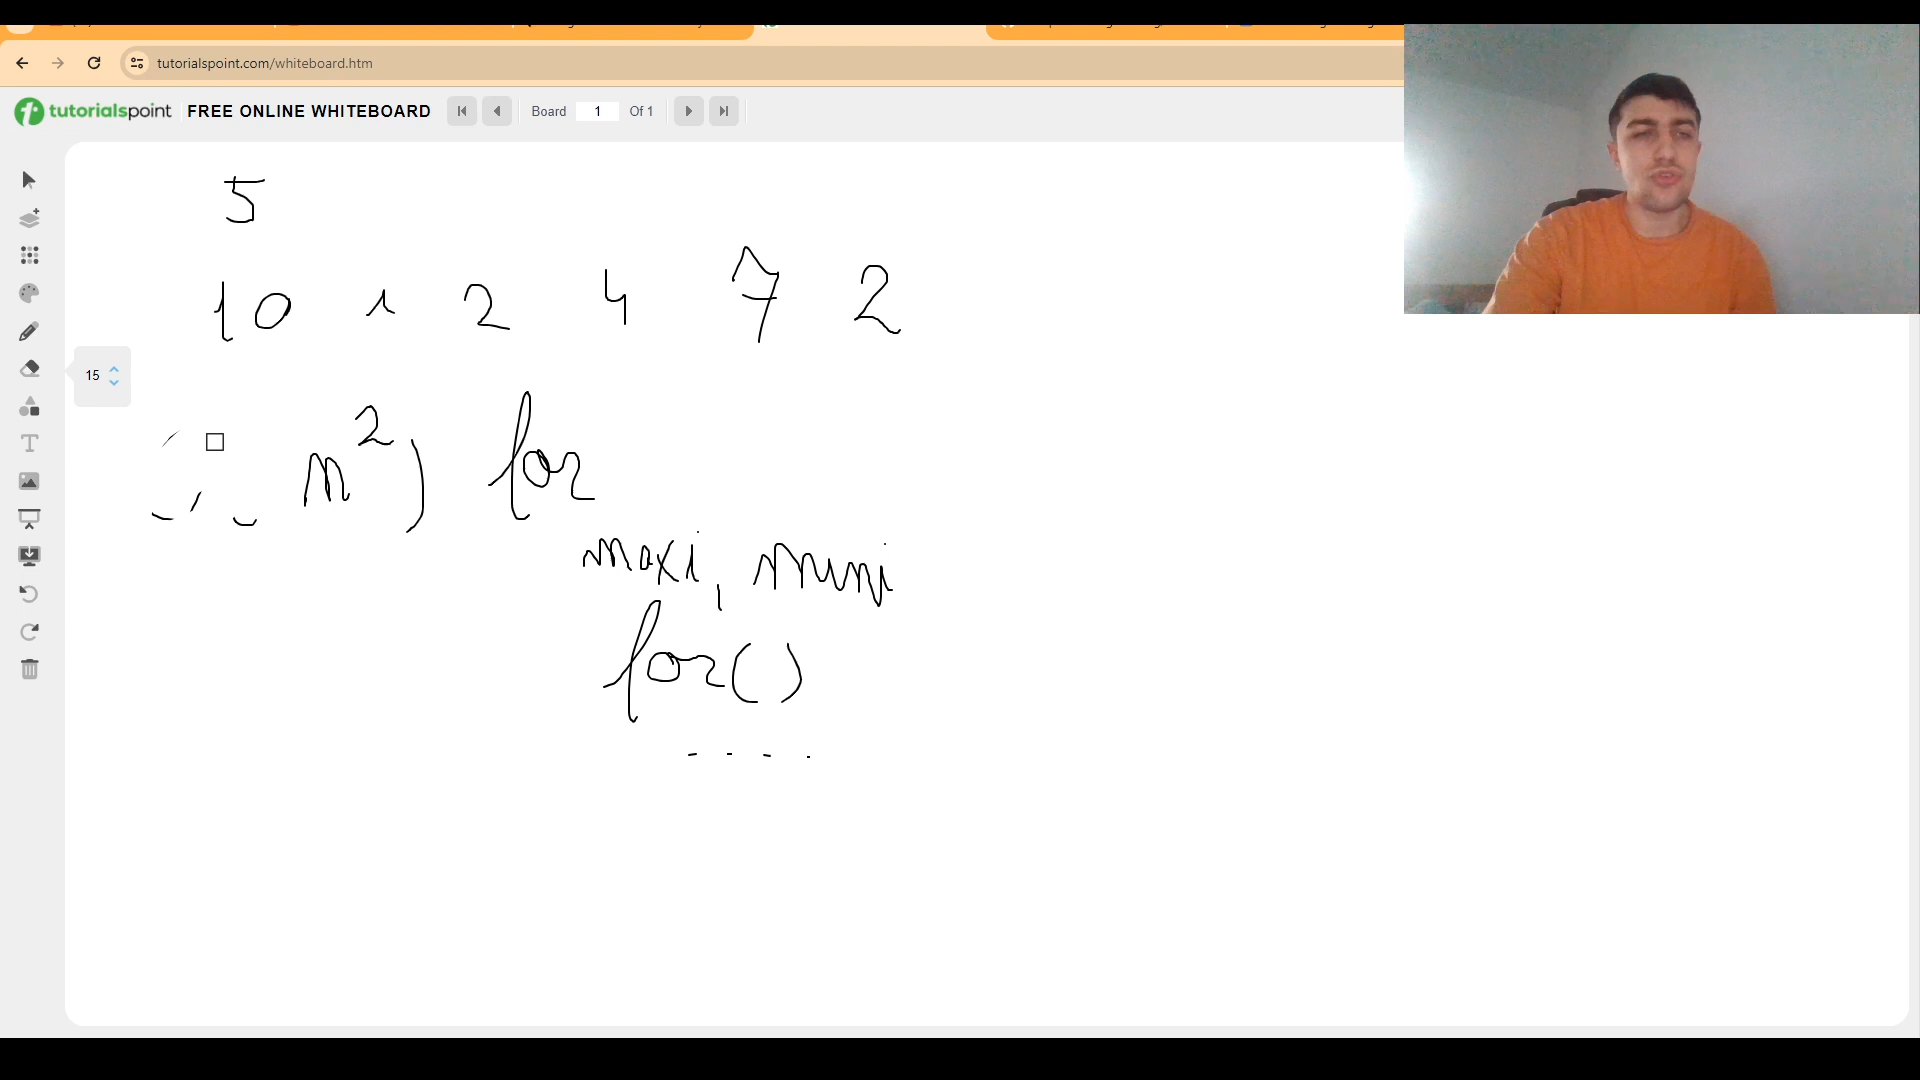 tutorialspoint.com/whiteboard.htm
tutorialspoint FREE ONLINE WHITEBOARD Board 1 Of 1
5
10 1 2 4 7 2
15
n²) for
maxi, mini
for()
- - - .